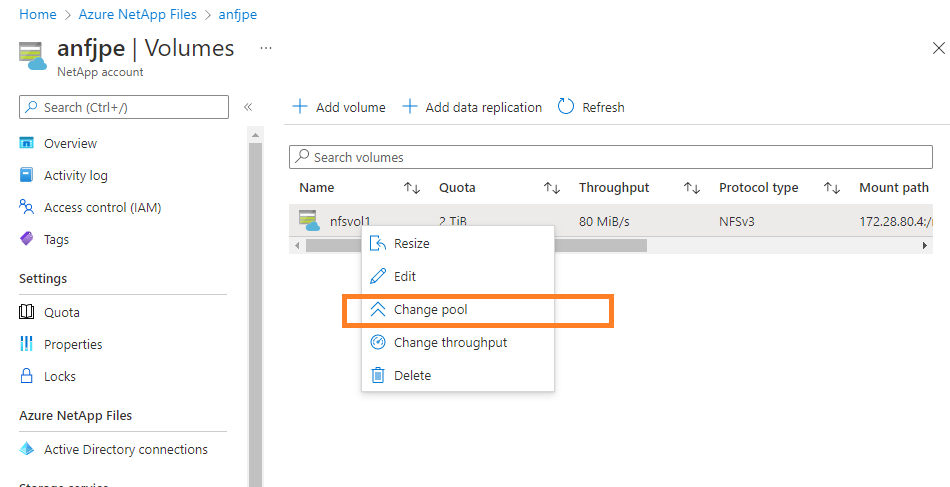 Home > Azure NetApp Files > anfjpe
anfjpe | Volumes ...
NetApp account
Search (Ctrl+/)
Overview
Activity log
Access control (IAM)
Tags
Settings
Quota
Properties
Locks
Azure NetApp Files
Active Directory connections
Add volume Add data replication Refresh
Search volumes
Name Quota Throughput Protocol type Mount path
nfsvol1 2 TiB 80 MiB/s NFSv3 172.28.80.4:/
Resize
Edit
Change pool
Change throughput
Delete